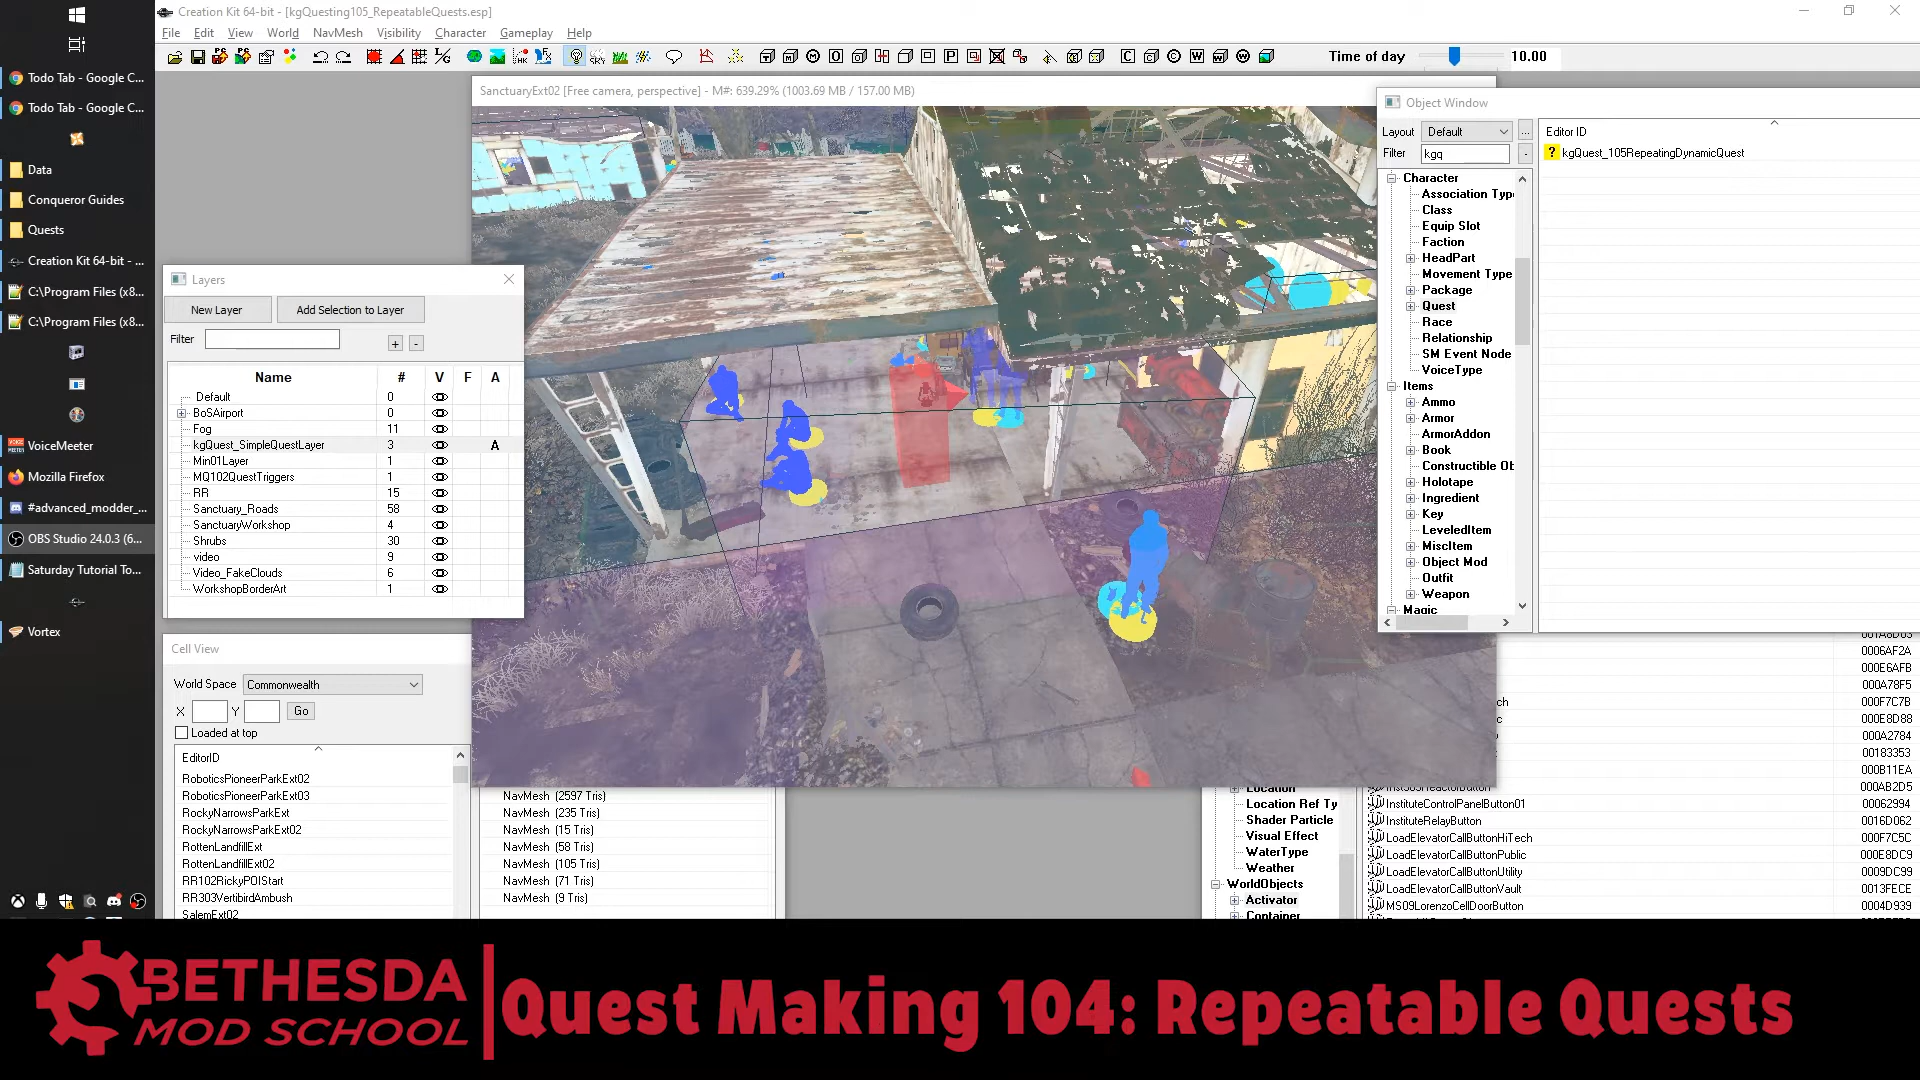 Creation Kit 64-bit - [kgQuesting105_RepeatableQuests.esp]
File Edit View World NavMesh Visibility Character Gameplay Help
Time of day 10.00
Todo Tab - Google C...
Todo Tab - Google C...
Data
Conqueror Guides
Quests
Creation Kit 64-bit - ...
C:\Program Files (x8...
C:\Program Files (x8...
VoiceMeeter
Mozilla Firefox
#advanced_modder_...
OBS Studio 24.0.3 (6...
Saturday Tutorial To...
Vortex
SanctuaryExt02 [Free camera, perspective] - M#: 639.29% (1003.69 MB / 157.00 MB)
Layers
New Layer Add Selection to Layer
Filter + -
Name # V F A
Default 0
BoSAirport 0
Fog 11
kgQuest_SimpleQuestLayer 3 A
Min01Layer 1
MQ102QuestTriggers 1
RR 15
Sanctuary_Roads 58
SanctuaryWorkshop 4
Shrubs 30
video 9
Video_FakeClouds 6
WorkshopBorderArt 1
Cell View
World Space Commonwealth
X Y Go
Loaded at top
EditorID
RoboticsPioneerParkExt02
RoboticsPioneerParkExt03
RockyNarrowsParkExt
RockyNarrowsParkExt02
RottenLandfillExt
RottenLandfillExt02
RR102RickyPOIStart
RR303VertibirdAmbush
SalemExt02
NavMesh (2597 Tris)
NavMesh (235 Tris)
NavMesh (15 Tris)
NavMesh (58 Tris)
NavMesh (105 Tris)
NavMesh (71 Tris)
NavMesh (9 Tris)
Object Window
Layout Default ...
Filter kgq
Editor ID
kgQuest_105RepeatingDynamicQuest
Character
Association Typ
Class
Equip Slot
Faction
HeadPart
Movement Type
Package
Quest
Race
Relationship
SM Event Node
VoiceType
Items
Ammo
Armor
ArmorAddon
Book
Constructible Ob
Holotape
Ingredient
Key
LeveledItem
MiscItem
Object Mod
Outfit
Weapon
Magic
0006AF2A
000E6AFB
000A78F5
ch 000F7C7B
c 000E8D88
000A2784
00183353
000B11EA
000AB2D5
Location
Location Ref Ty
Shader Particle
Visual Effect
WaterType
Weather
WorldObjects
Activator
Container
InstituteControlPanelButton01 00062994
InstituteRelayButton 0016D062
LoadElevatorCallButtonHiTech 000F7C5C
LoadElevatorCallButtonPublic 000E8DC9
LoadElevatorCallButtonUtility 0009DC99
LoadElevatorCallButtonVault 0013FECE
MS09LorenzoCellDoorButton 0004D939
BETHESDA
MOD SCHOOL
Quest Making 104: Repeatable Quests